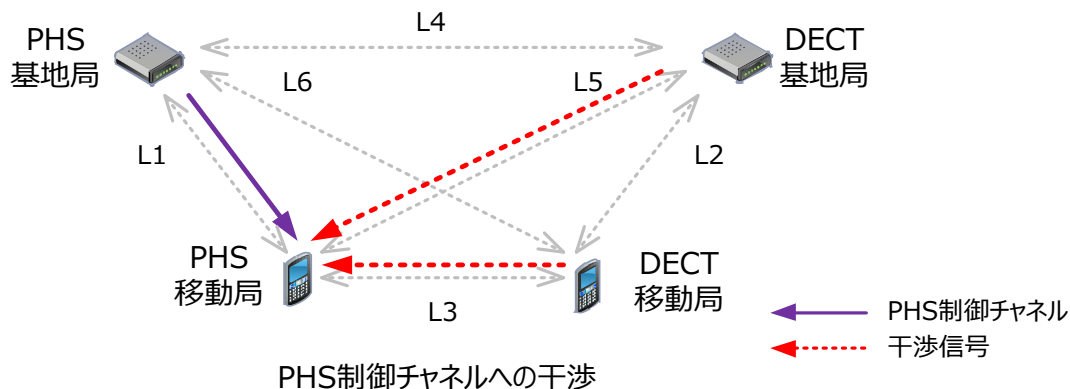 PHS
基地局
L4
DECT
基地局
L6
L5
L1
L2
PHS
移動局
DECT
移動局
L3
PHS制御チャネル
干渉信号
PHS制御チャネルへの干渉